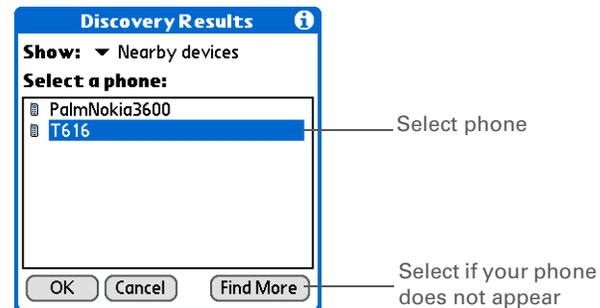 Discovery Results
Show: Nearby devices
Select a phone:
PalmNokia3600
T616
Select phone
OK Cancel Find More
Select if your phone
does not appear